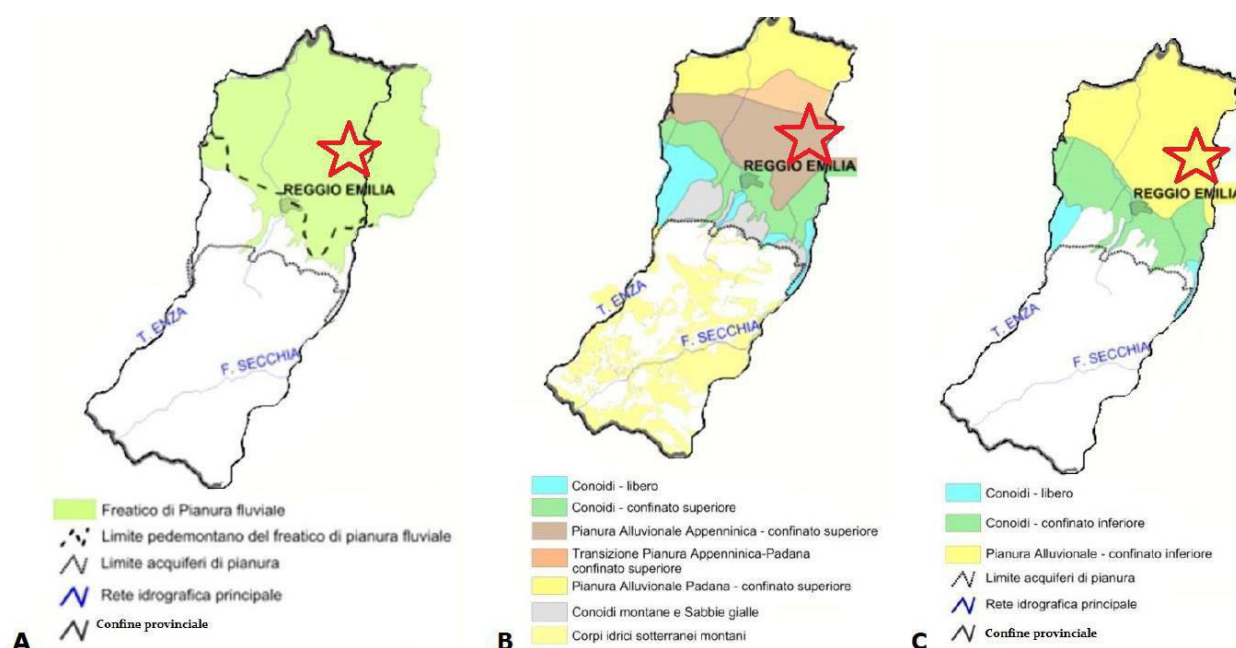 REGGIO EMILIA
T. ENZA
F. SECCHIA
Freatico di Pianura fluviale
Limite pedemontano del freatico di pianura fluviale
Limite acquiferi di pianura
Rete idrografica principale
Confine provinciale
A
A
REGGIO EMILIA
T. ENZA
F. SECCHIA
Conoidi - libero
Conoidi - confinato superiore
Pianura Alluvionale Appenninica - confinato superiore
Transizione Pianura Appenninica-Padana
confinato superiore
Pianura Alluvionale Padana - confinato superiore
Conoidi montane e Sabbie gialle
Corpi idrici sotterranei montani
B
A
REGGIO EMILIA
T. ENZA
F. SECCHIA
Conoidi - libero
Conoidi - confinato inferiore
Pianura Alluvionale - confinato inferiore
Limite acquiferi di pianura
Rete idrografica principale
Confine provinciale
C